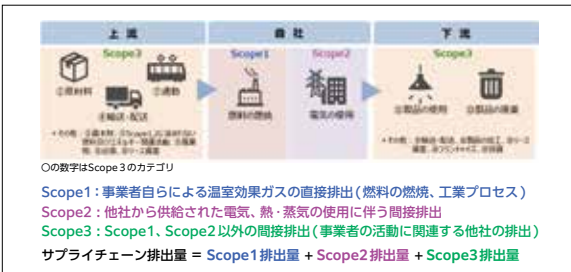 上 流
自 社
下 流
Scope3
Scope1
Scope2
Scope3
①原材料
⑦通勤
④輸送・配送
燃料の燃焼
電気の使用
⑪製品の使用
⑫製品の廃棄
○の数字はScope 3のカテゴリ
Scope1：事業者自らによる温室効果ガスの直接排出(燃料の燃焼、工業プロセス)
Scope2：他社から供給された電気、熱・蒸気の使用に伴う間接排出
Scope3：Scope1、Scope2以外の間接排出(事業者の活動に関連する他社の排出)
サプライチェーン排出量 = Scope1排出量 + Scope2排出量 + Scope3排出量